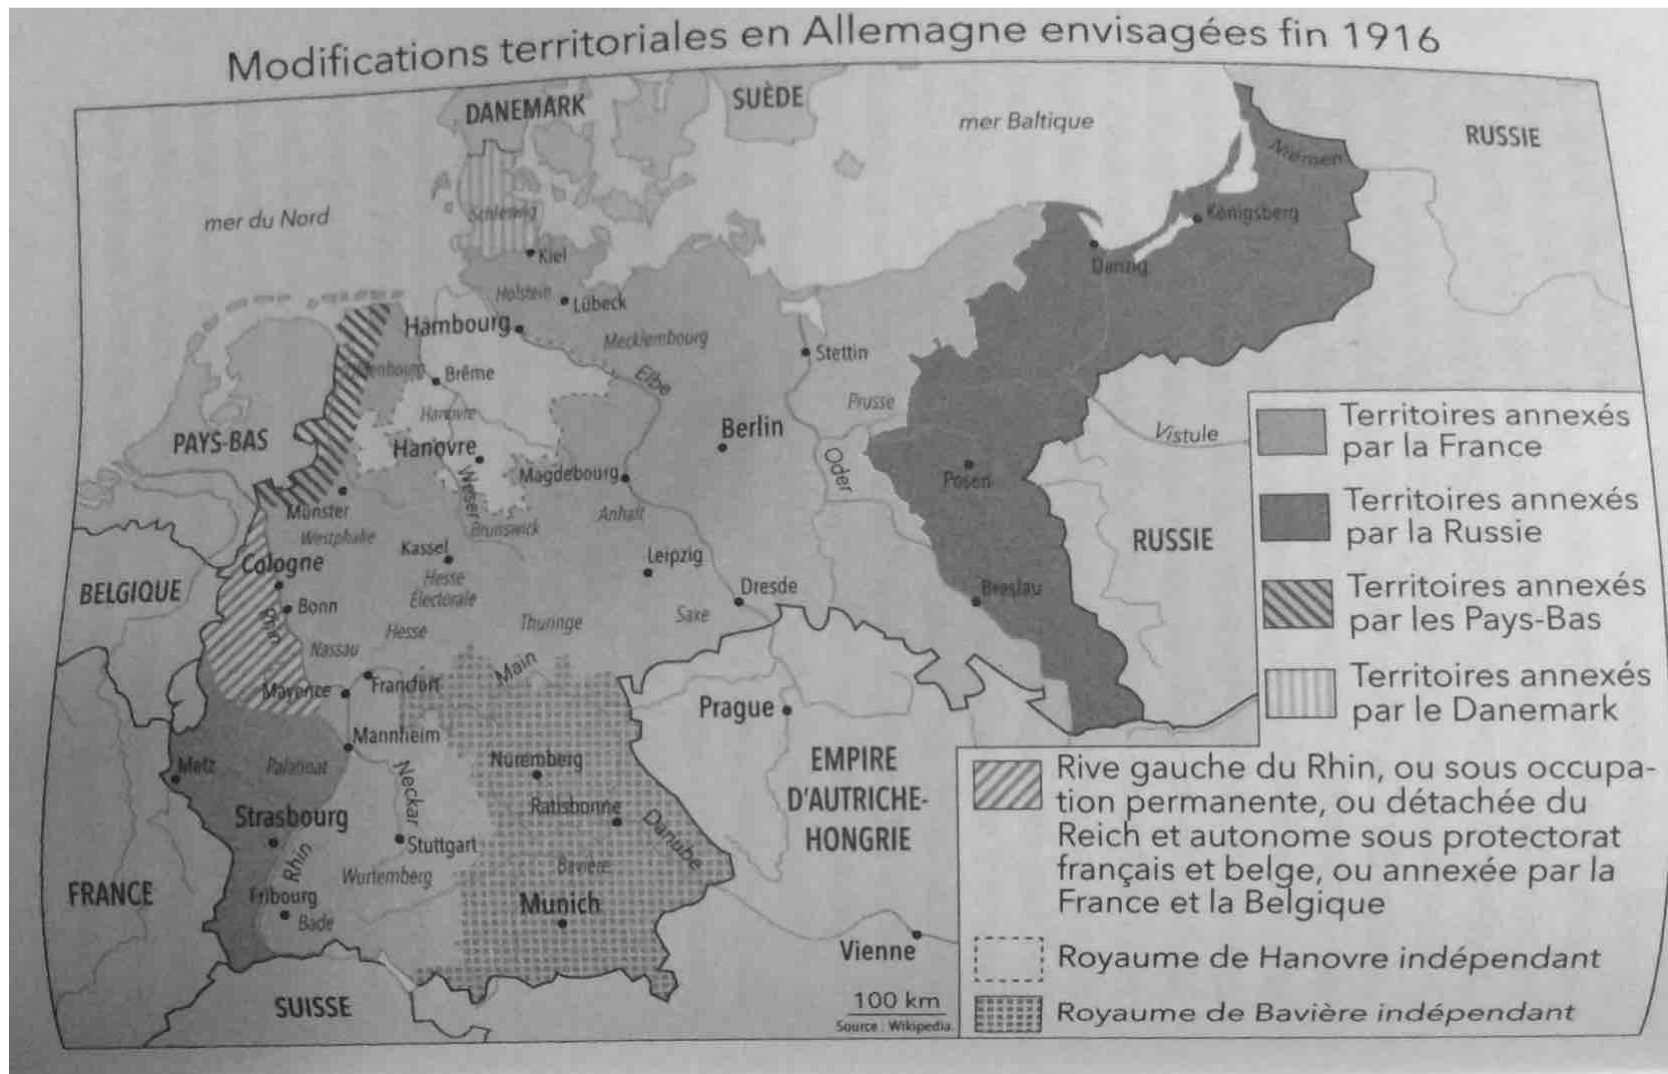 Modifications territoriales en Allemagne envisagées fin 1916
DANEMARK
SUÈDE
mer Baltique
RUSSIE
Niémen
mer du Nord
Schleswig
Königsberg
Kiel
Danzig
Holstein
Lübeck
Hambourg
Mecklembourg
Stettin
Brême
Elbe
Prusse
Hanovre
Berlin
PAYS-BAS
Hanovre
Vistule
Oder
Weser
Magdebourg
Posen
Münster
Anhalt
Brunswick
Westphalie
RUSSIE
Kassel
Leipzig
Cologne
BELGIQUE
Hesse
Électorale
Dresde
Breslau
Bonn
Rhin
Hesse
Thuringe
Saxe
Nassau
Main
Mayence
Francfort
Prague
Mannheim
Metz
Palatinat
Neckar
Nuremberg
EMPIRE
D'AUTRICHE-
HONGRIE
Strasbourg
Ratisbonne
Danube
Stuttgart
Rhin
Wurtemberg
Bavière
FRANCE
Fribourg
Munich
Bade
Vienne
SUISSE
100 km
Source : Wikipedia.
Territoires annexés
par la France
Territoires annexés
par la Russie
Territoires annexés
par les Pays-Bas
Territoires annexés
par le Danemark
Rive gauche du Rhin, ou sous occupa-
tion permanente, ou détachée du
Reich et autonome sous protectorat
français et belge, ou annexée par la
France et la Belgique
Royaume de Hanovre indépendant
Royaume de Bavière indépendant